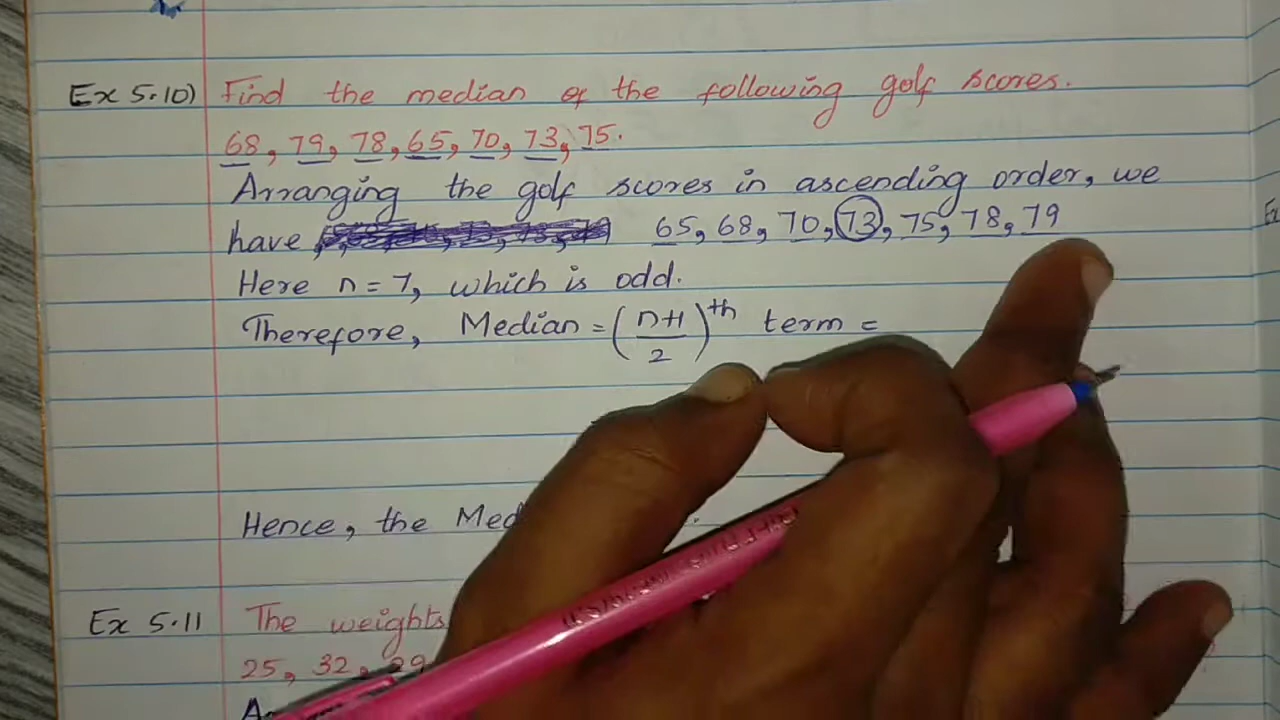 Ex 5.10) Find the median of the following golf scores.
68, 79, 78, 65, 70, 73, 75.
Arranging the golf scores in ascending order, we
have 65, 68, 70, 73, 75, 78, 79
Here n = 7, which is odd.
Therefore, Median = (n+1/2)th term =
Hence, the Med
Ex 5.11 The weights
25, 32, 29